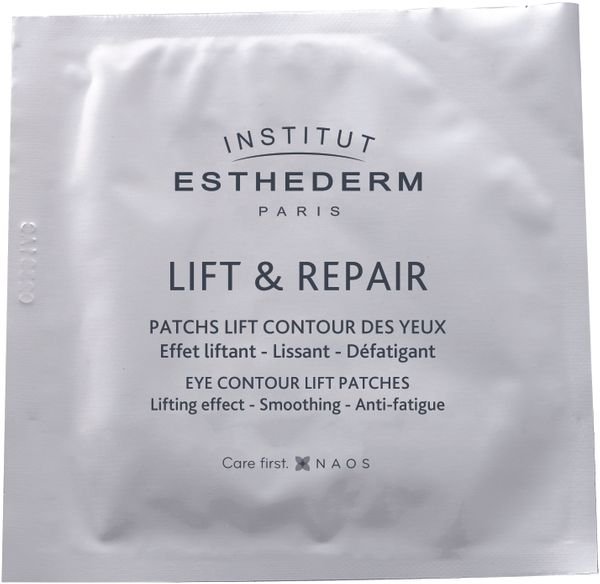 INSTITUT
ESTHEDERM
PARIS
LIFT & REPAIR
PATCHS LIFT CONTOUR DES YEUX
Effet liftant - Lissant - Défatigant
EYE CONTOUR LIFT PATCHES
Lifting effect - Smoothing - Anti-fatigue
Care first. NAOS